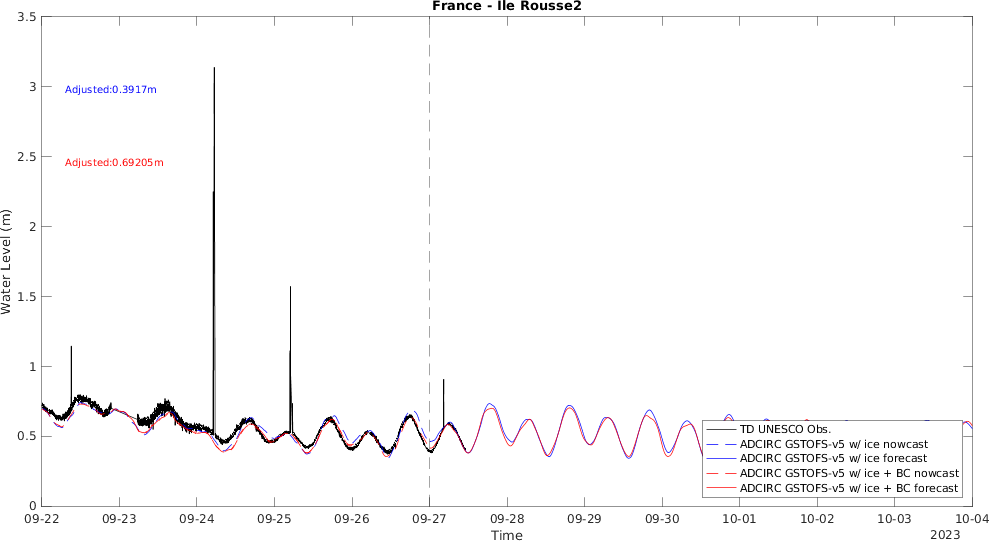 France - Ile Rousse2
Adjusted:0.3917m
Adjusted:0.69205m
Water Level (m)
3.5
3
2.5
2
1.5
1
0.5
0
TD UNESCO Obs.
ADCIRC GSTOFS-v5 w/ ice nowcast
ADCIRC GSTOFS-v5 w/ ice forecast
ADCIRC GSTOFS-v5 w/ ice + BC nowcast
ADCIRC GSTOFS-v5 w/ ice + BC forecast
09-22 09-23 09-24 09-25 09-26 09-27 09-28 09-29 09-30 10-01 10-02 10-03 10-04
Time
2023